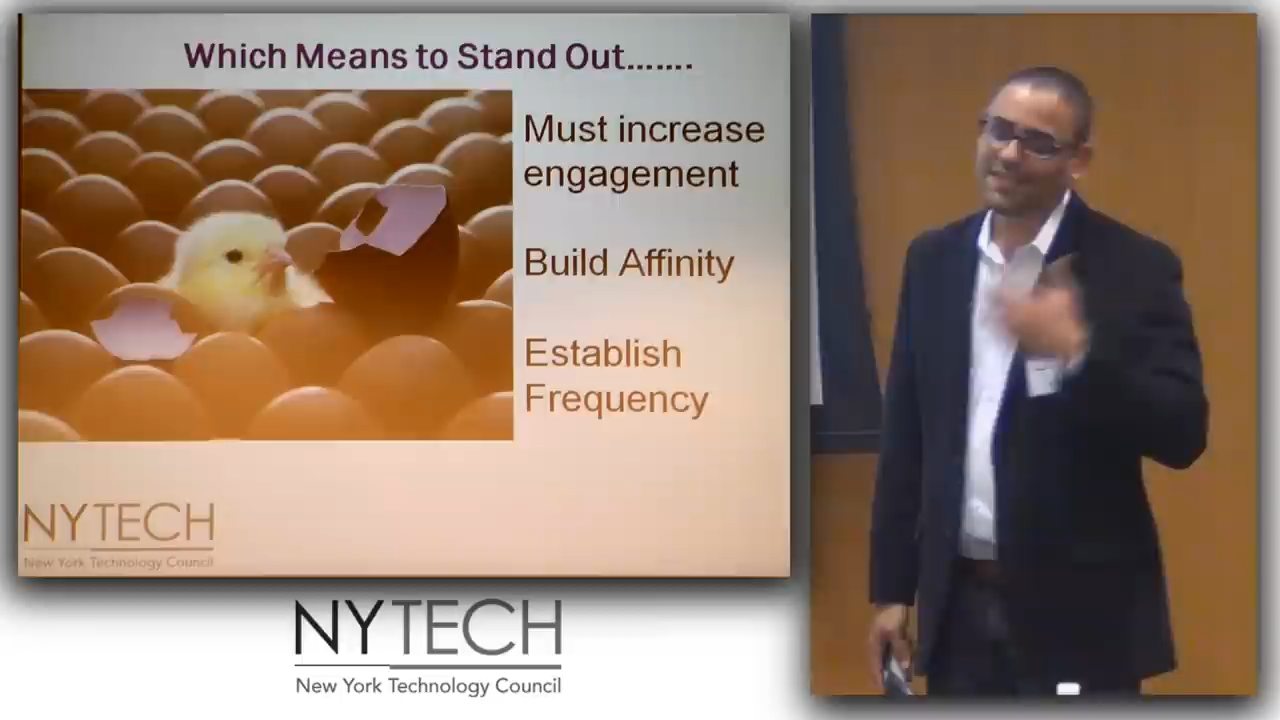 Which Means to Stand Out.......
Must increase
engagement
Build Affinity
Establish
Frequency
NYTECH
New York Technology Council
NYTECH
New York Technology Council